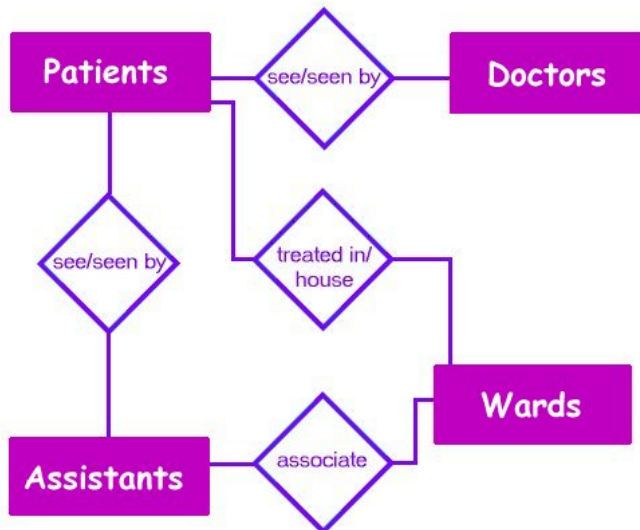 Patients
see/seen by
Doctors
see/seen by
treated in/
house
Wards
Assistants
associate